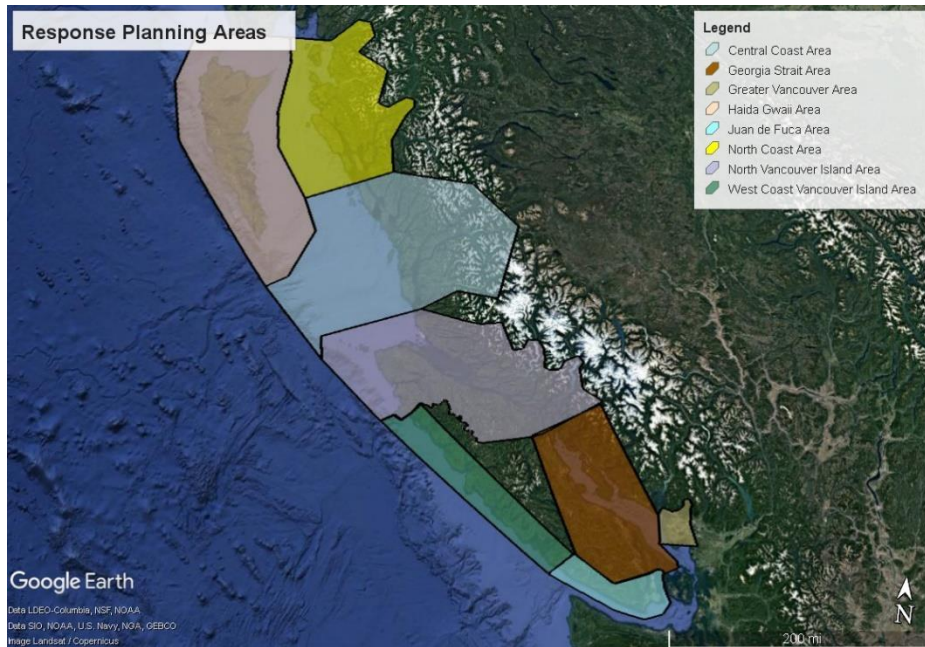 Response Planning Areas
Legend
Central Coast Area
Georgia Strait Area
Greater Vancouver Area
Haida Gwaii Area
Juan de Fuca Area
North Coast Area
North Vancouver Island Area
West Coast Vancouver Island Area
Google Earth
Data LDEO-Columbia, NSF, NOAA
Data SIO, NOAA, U.S. Navy, NGA, GEBCO
Image Landsat / Copernicus
N
200 mi